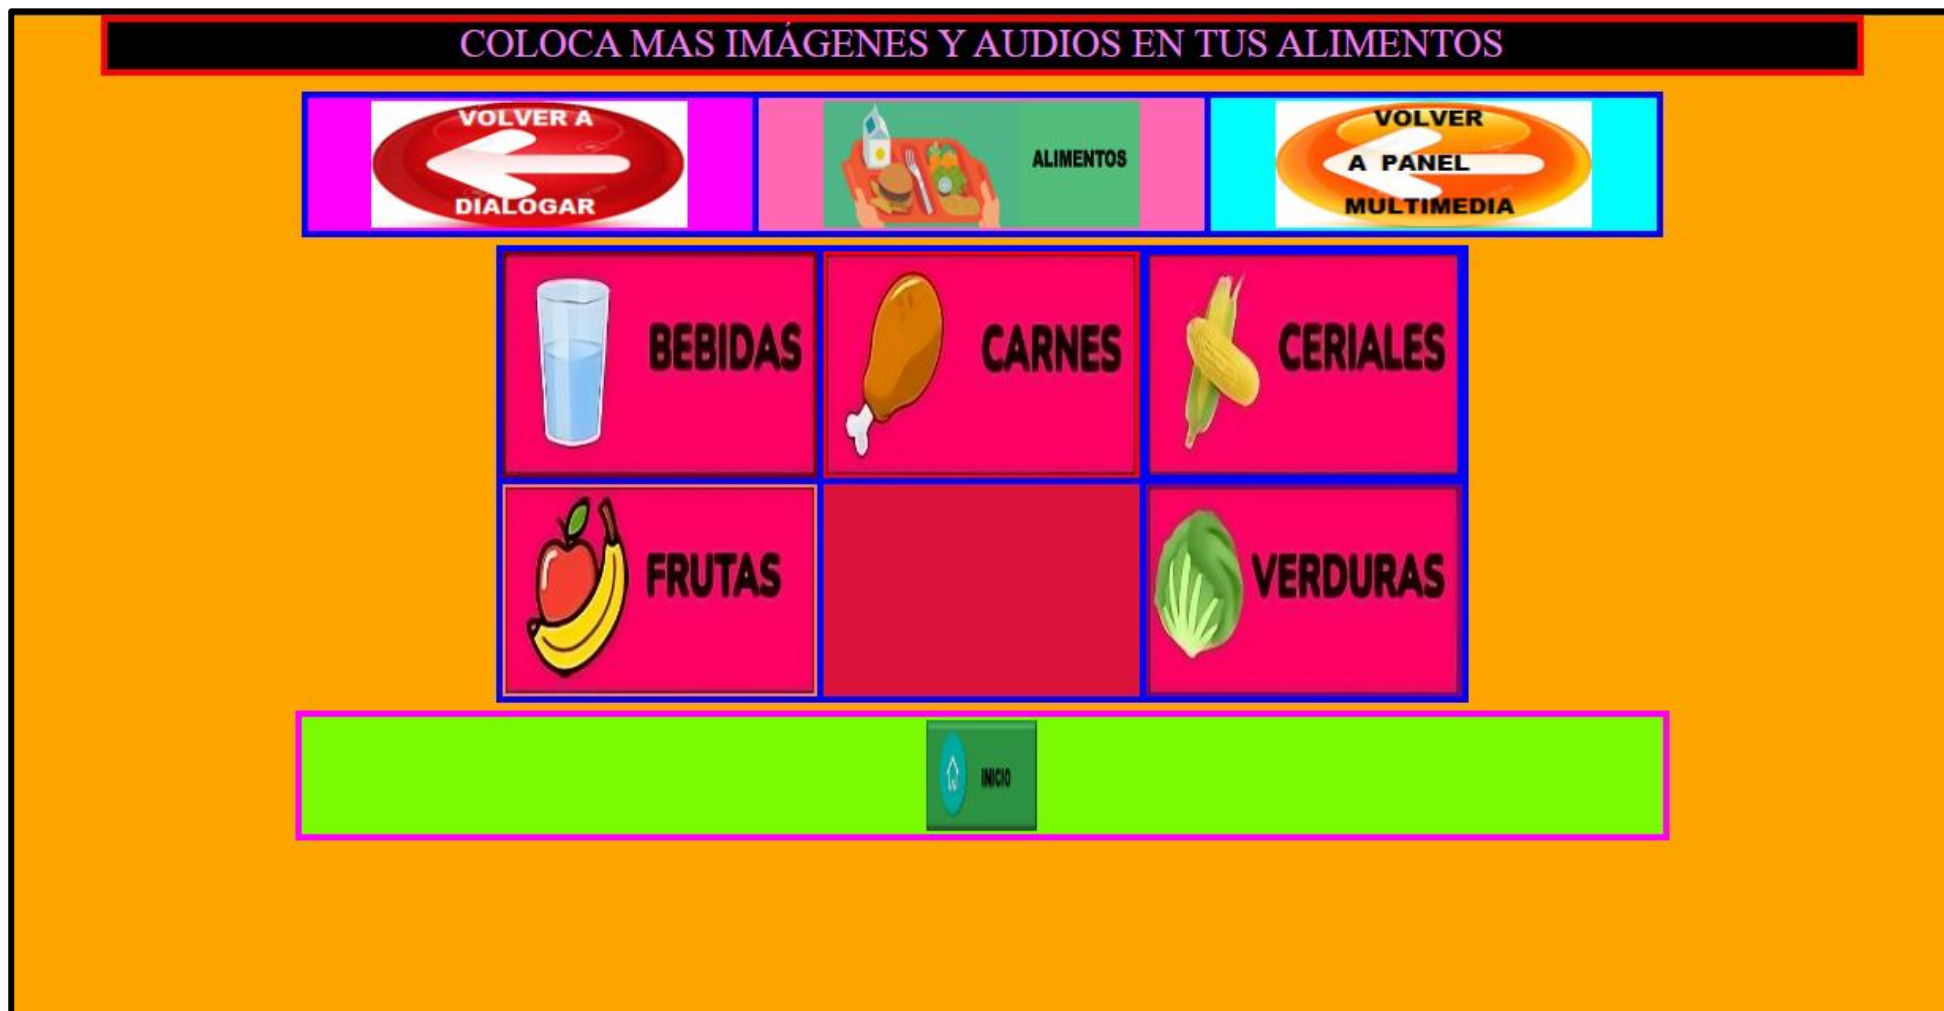 COLOCA MAS IMÁGENES Y AUDIOS EN TUS ALIMENTOS
VOLVER A
DIALOGAR
ALIMENTOS
VOLVER
A PANEL
MULTIMEDIA
BEBIDAS
CARNES
CERIALES
FRUTAS
VERDURAS
INICIO